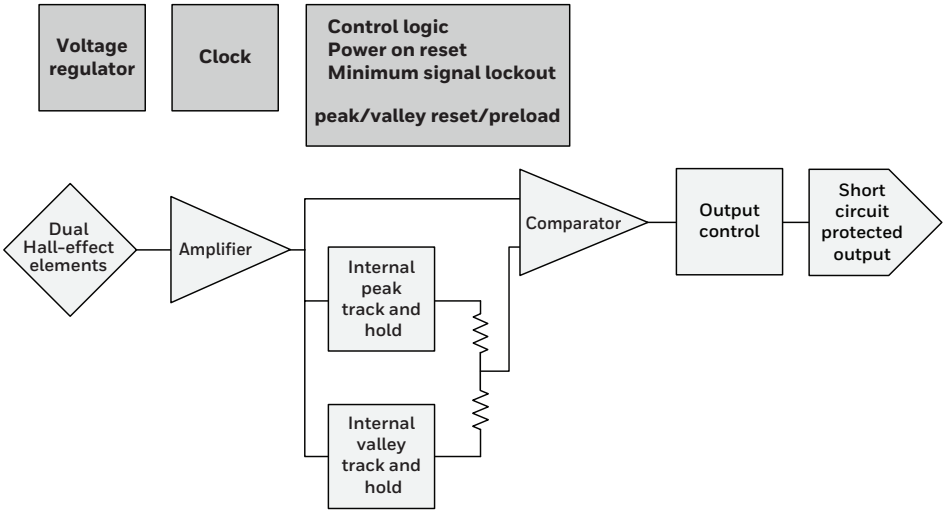 Voltage
regulator
Clock
Control logic
Power on reset
Minimum signal lockout
peak/valley reset/preload
Dual
Hall-effect
elements
Amplifier
Internal
peak
track and
hold
Internal
valley
track and
hold
Comparator
Output
control
Short
circuit
protected
output